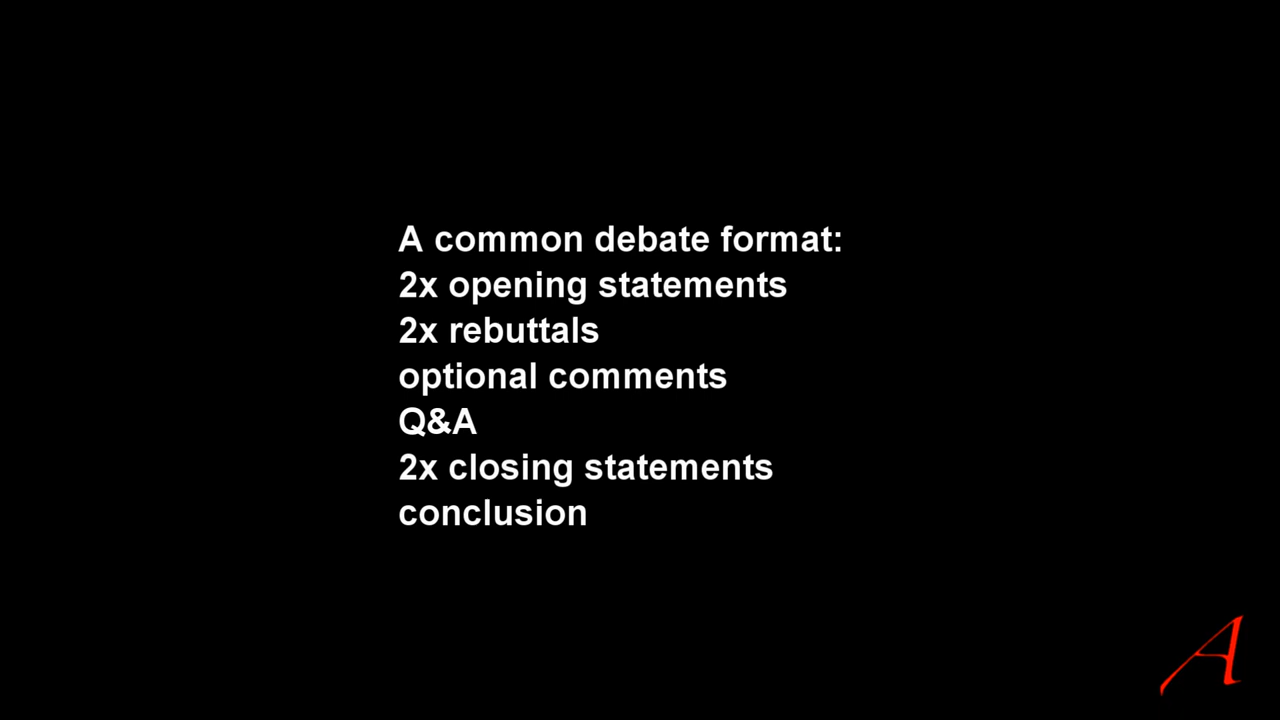 A common debate format:
2x opening statements
2x rebuttals
optional comments
Q&A
2x closing statements
conclusion
A